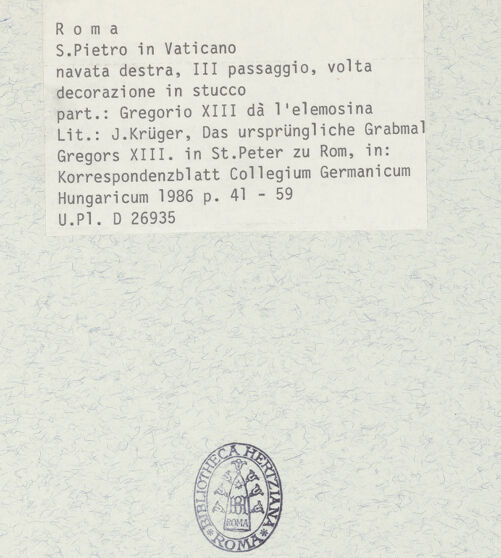 R o m a
S.Pietro in Vaticano
navata destra, III passaggio, volta
decorazione in stucco
part.: Gregorio XIII dà l'elemosina
Lit.: J.Krüger, Das ursprüngliche Grabmal
Gregors XIII. in St.Peter zu Rom, in:
Korrespondenzblatt Collegium Germanicum
Hungaricum 1986 p. 41 - 59
U.Pl. D 26935
BIBLIOTHECA HERTZIANA
ROMA
* ROMA *